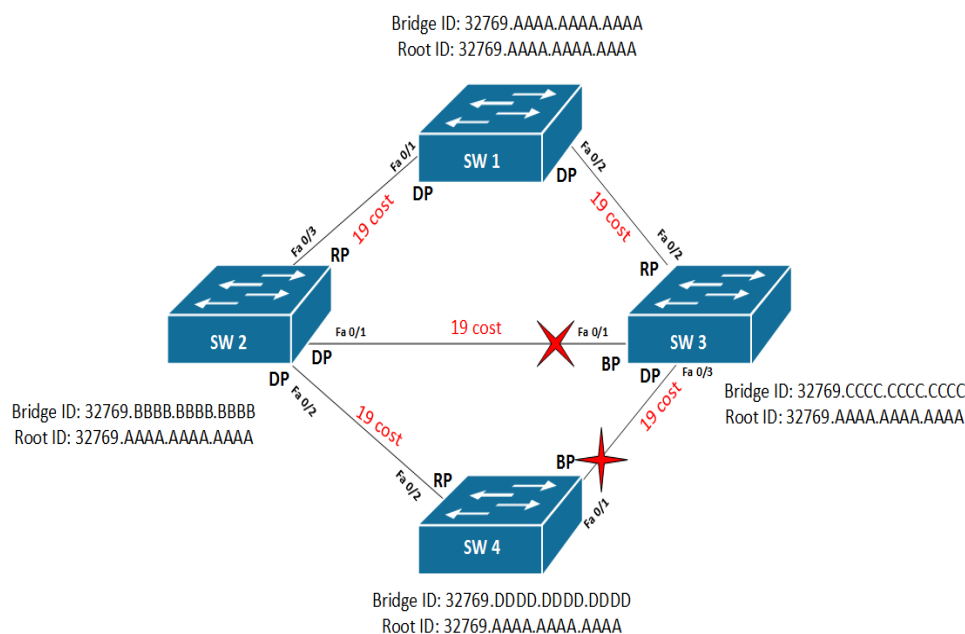 Bridge ID: 32769.AAAA.AAAA.AAAA
Root ID: 32769.AAAA.AAAA.AAAA
SW 1
Fa 0/1
Fa 0/2
DP
DP
19 cost
19 cost
Fa 0/3
Fa 0/2
RP
RP
SW 2
SW 3
19 cost
Fa 0/1
Fa 0/1
DP
BP
DP
DP
Fa 0/3
Fa 0/2
19 cost
19 cost
Bridge ID: 32769.BBBB.BBBB.BBBB
Root ID: 32769.AAAA.AAAA.AAAA
Bridge ID: 32769.CCCC.CCCC.CCCC
Root ID: 32769.AAAA.AAAA.AAAA
RP
BP
Fa 0/2
Fa 0/1
SW 4
Bridge ID: 32769.DDDD.DDDD.DDDD
Root ID: 32769.AAAA.AAAA.AAAA